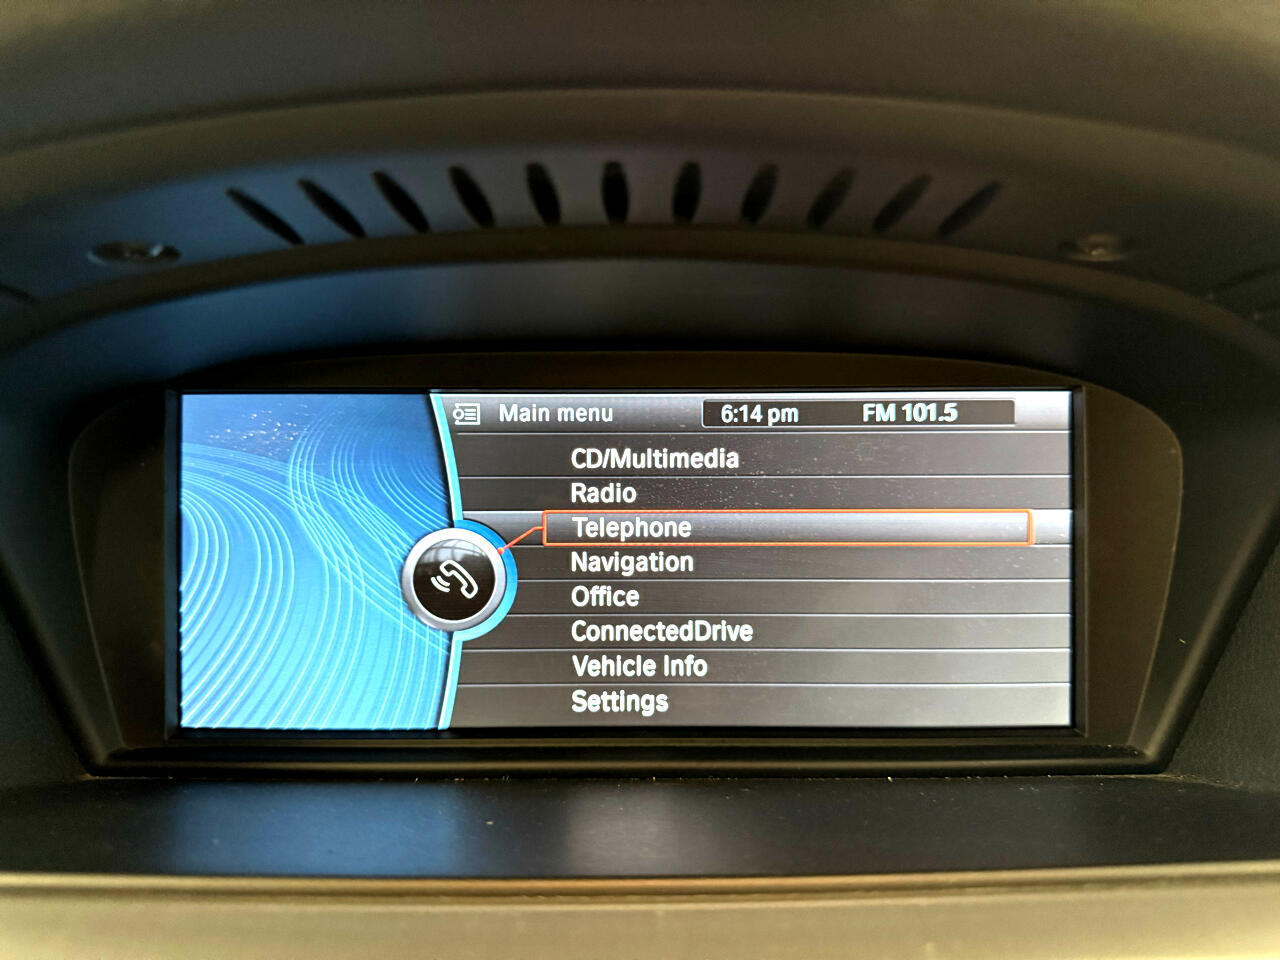 Main menu 6:14 pm FM 101.5
CD/Multimedia
Radio
Telephone
Navigation
Office
ConnectedDrive
Vehicle Info
Settings